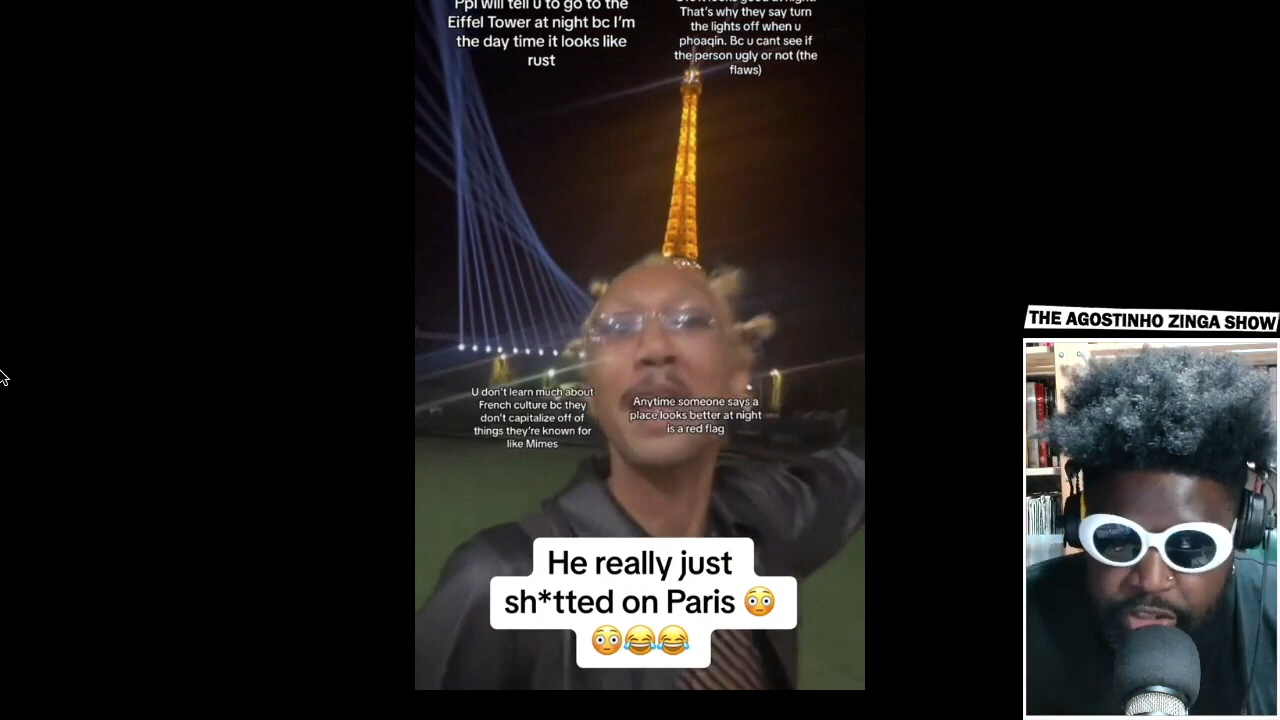 Ppl will tell u to go to the
Eiffel Tower at night bc I'm
the day time it looks like
rust
That's why they say turn
the lights off when u
phoaqin. Bc u cant see if
the person ugly or not (the
flaws)
U don't learn much about
French culture bc they
don't capitalize off of
things they're known for
like Mimes
Anytime someone says a
place looks better at night
is a red flag
He really just
sh*tted on Paris 😳
😳😂😂
THE AGOSTINHO ZINGA SHOW